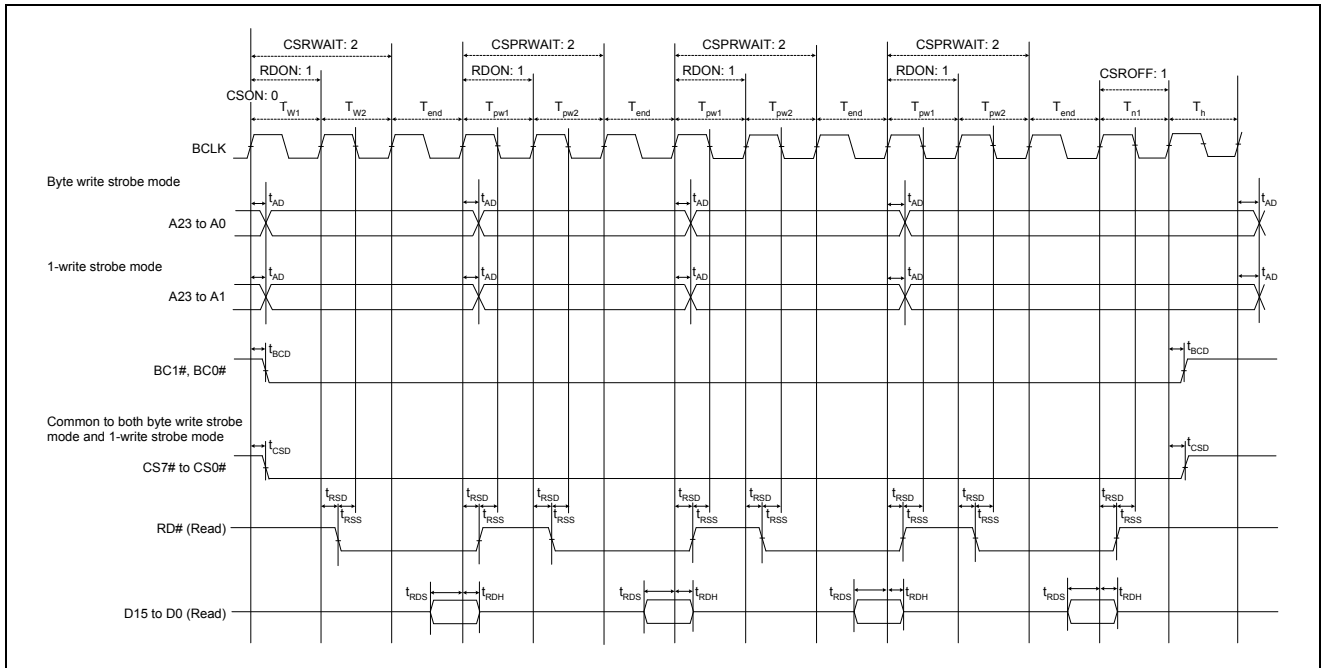 CSRWAIT: 2 CSPRWAIT: 2 CSPRWAIT: 2 CSPRWAIT: 2
RDON: 1 RDON: 1 RDON: 1 RDON: 1 CSROFF: 1
CSON: 0
TW1 TW2 Tend Tpw1 Tpw2 Tend Tpw1 Tpw2 Tend Tpw1 Tpw2 Tend Tn1 Th
BCLK
Byte write strobe mode
tAD tAD tAD tAD tAD
A23 to A0
1-write strobe mode
tAD tAD tAD tAD tAD
A23 to A1
tBCD tBCD
BC1#, BC0#
Common to both byte write strobe
mode and 1-write strobe mode
tCSD tCSD
CS7# to CS0#
tRSD tRSD tRSD tRSD tRSD tRSD tRSD tRSD
tRSS tRSS tRSS tRSS tRSS tRSS tRSS tRSS
RD# (Read)
tRDS tRDH tRDS tRDH tRDS tRDH tRDS tRDH
D15 to D0 (Read)